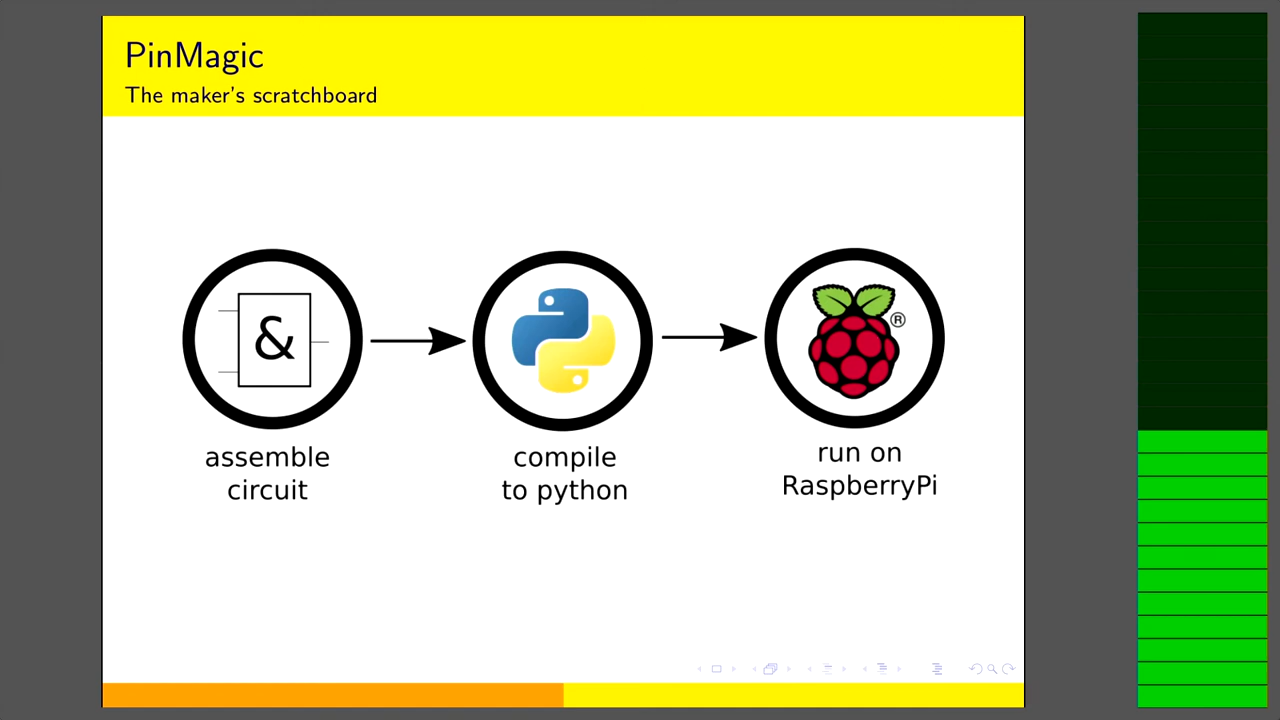 PinMagic
The maker's scratchboard
&
®
assemble
circuit
compile
to python
run on
RaspberryPi